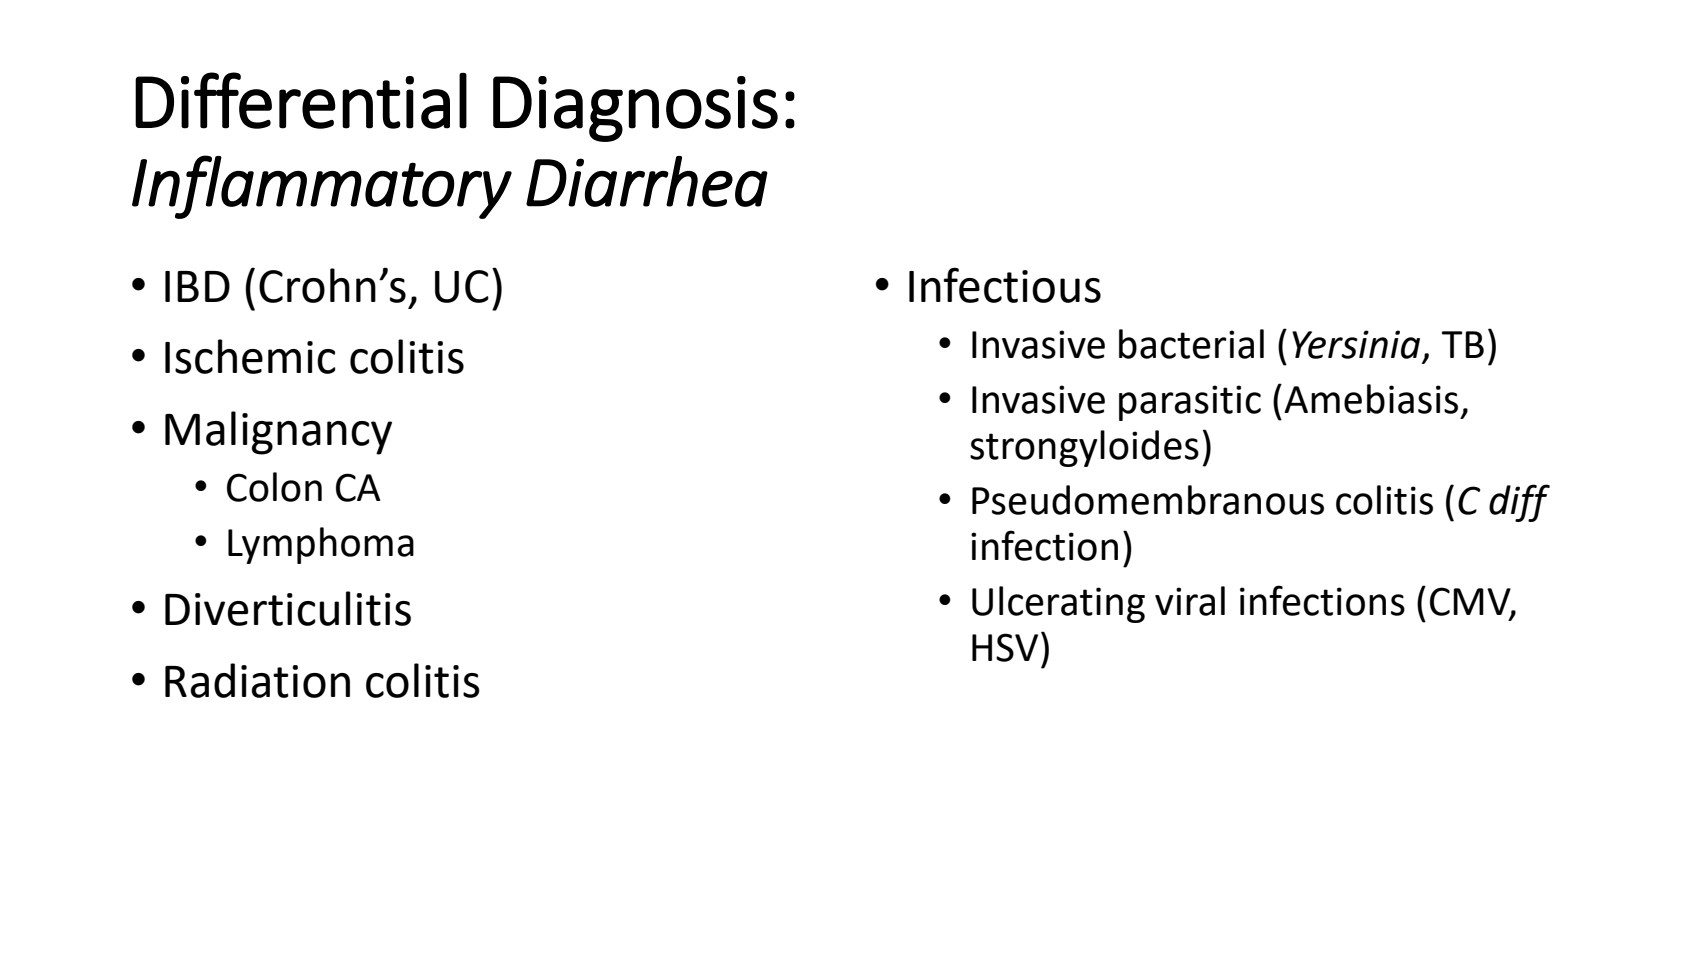 Differential Diagnosis:
Inflammatory Diarrhea
• IBD (Crohn’s, UC)
• Ischemic colitis
• Malignancy
• Colon CA
• Lymphoma
• Diverticulitis
• Radiation colitis
• Infectious
• Invasive bacterial (Yersinia, TB)
• Invasive parasitic (Amebiasis,
strongyloides)
• Pseudomembranous colitis (C diff
infection)
• Ulcerating viral infections (CMV,
HSV)